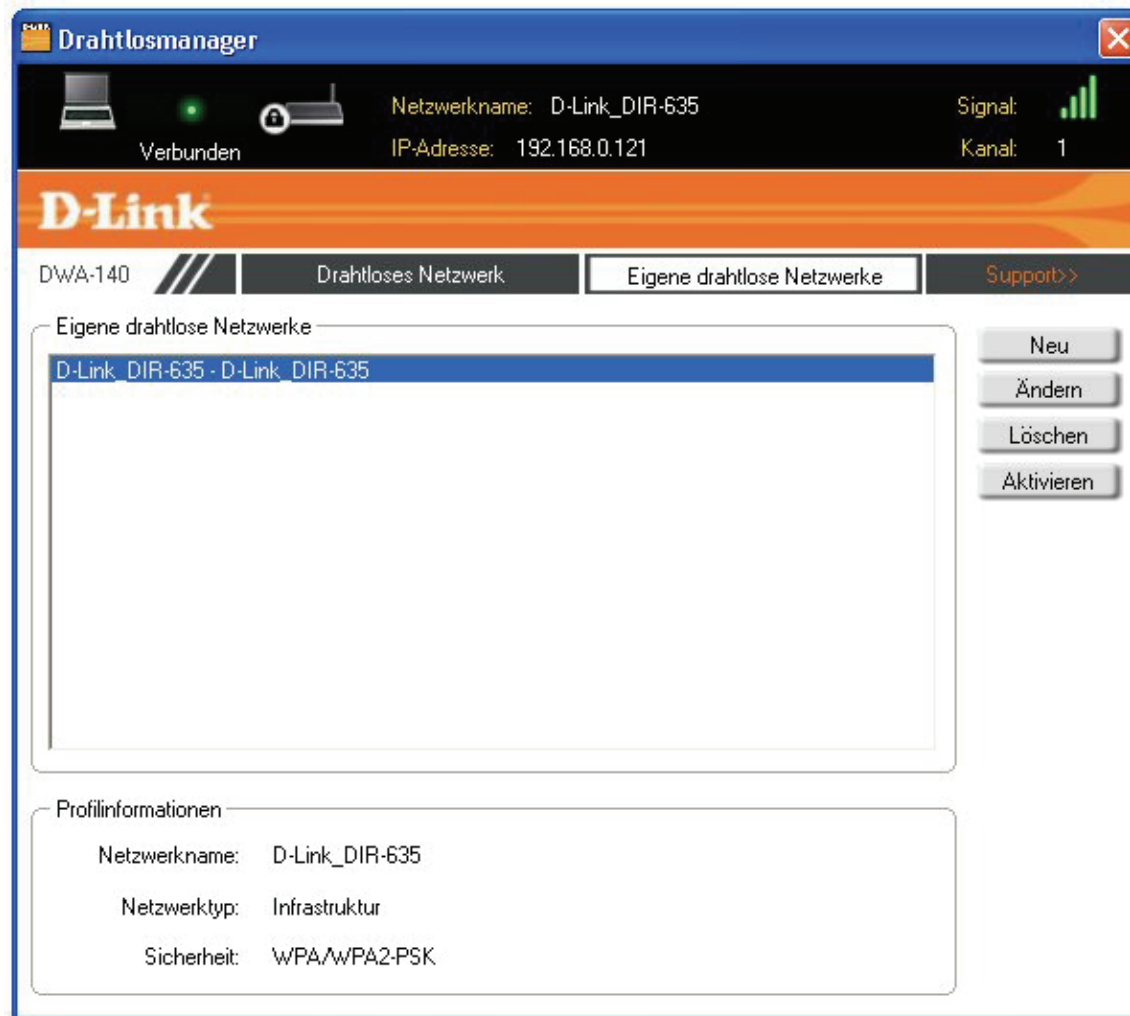 Drahtlosmanager
Netzwerkname: D-Link_DIR-635 Signal:
Verbunden IP-Adresse: 192.168.0.121 Kanal: 1
D-Link
DWA-140 Drahtloses Netzwerk Eigene drahtlose Netzwerke Support>>
Eigene drahtlose Netzwerke
D-Link_DIR-635 - D-Link_DIR-635
Neu
Ändern
Löschen
Aktivieren
Profilinformationen
Netzwerkname: D-Link_DIR-635
Netzwerktyp: Infrastruktur
Sicherheit: WPA/WPA2-PSK